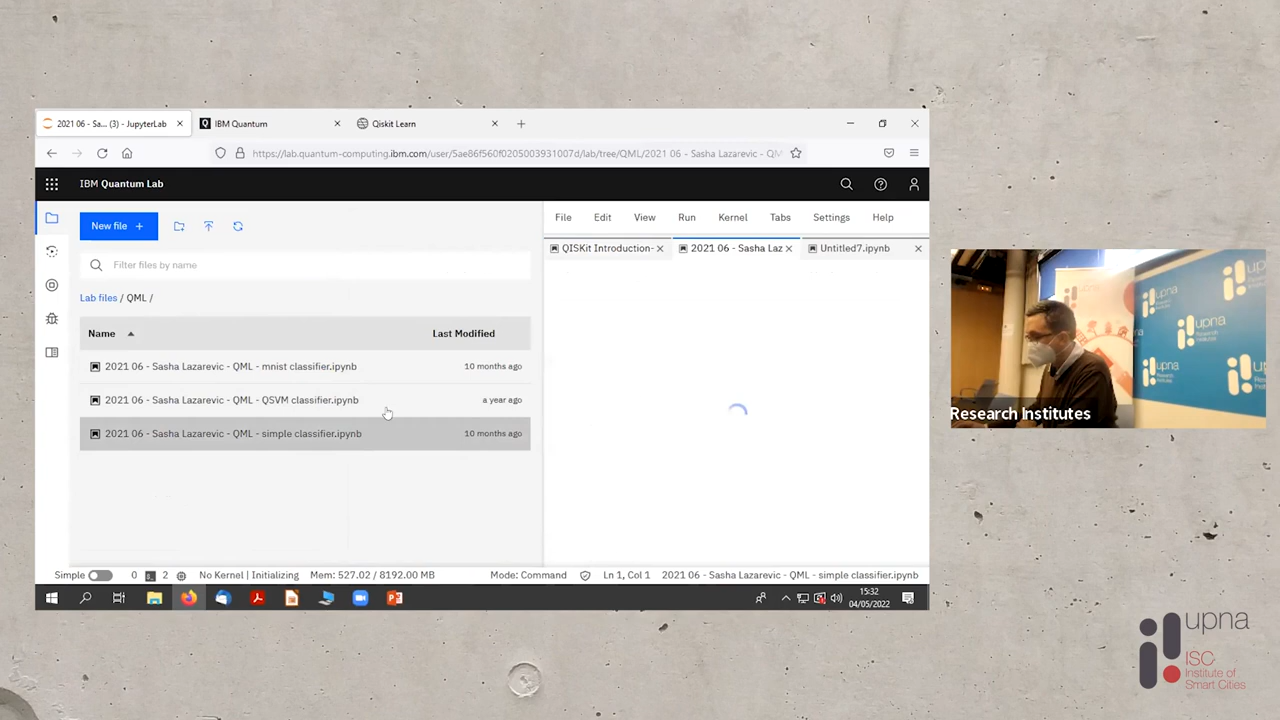 2021 06 - Sa... (3) - JupyterLab
IBM Quantum
Qiskit Learn
https://lab.quantum-computing.ibm.com/user/5ae86f560f0205003931007d/lab/tree/QML/2021 06 - Sasha Lazarevic - QM
IBM Quantum Lab
New file +
File Edit View Run Kernel Tabs Settings Help
Filter files by name
QISKit Introduction-
2021 06 - Sasha Laz
Untitled7.ipynb
Lab files / QML /
Name Last Modified
2021 06 - Sasha Lazarevic - QML - mnist classifier.ipynb 10 months ago
2021 06 - Sasha Lazarevic - QML - QSVM classifier.ipynb a year ago
2021 06 - Sasha Lazarevic - QML - simple classifier.ipynb 10 months ago
Simple 0 2 No Kernel | Initializing Mem: 527.02 / 8192.00 MB Mode: Command Ln 1, Col 1 2021 06 - Sasha Lazarevic - QML - simple classifier.ipynb
15:32
04/05/2022
upna
upna
upna
upna
Research Institutes
upna
ISC
Institute of
Smart Cities